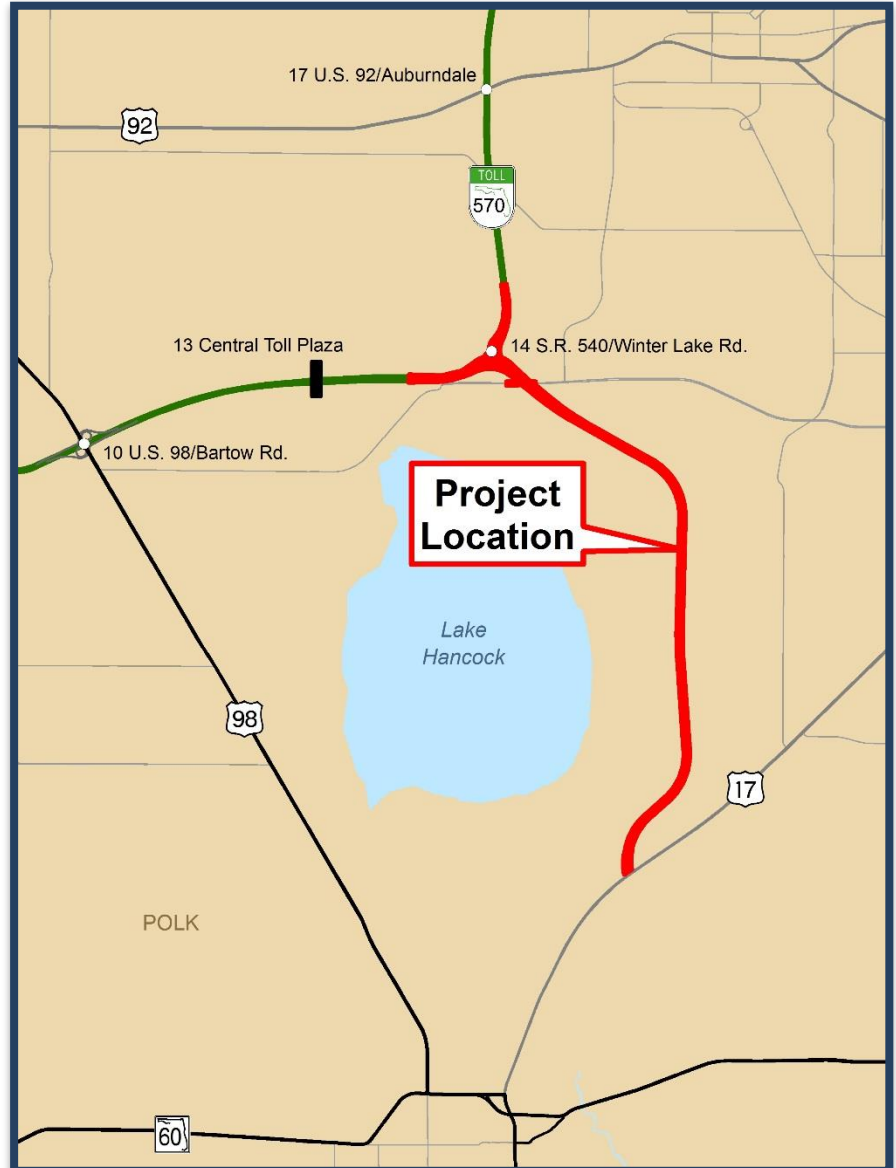 17 U.S. 92/Auburndale
92
TOLL
570
13 Central Toll Plaza
14 S.R. 540/Winter Lake Rd.
10 U.S. 98/Bartow Rd.
Project
Location
Lake
Hancock
98
17
POLK
60